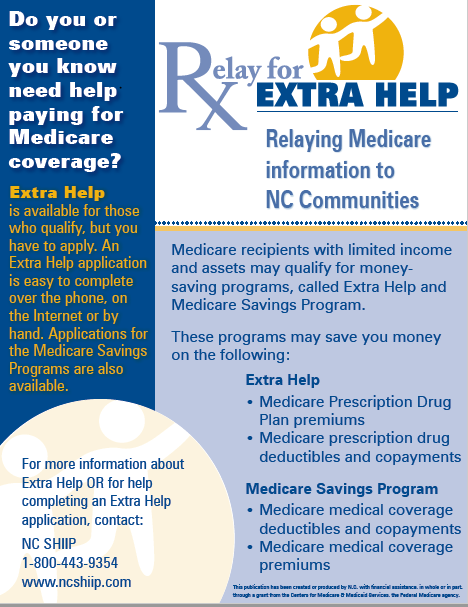 Do you or
someone
you know
need help
paying for
Medicare
coverage?
Extra Help
is available for those
who qualify, but you
have to apply. An
Extra Help application
is easy to complete
over the phone, on
the Internet or by
hand. Applications for
the Medicare Savings
Programs are also
available.
For more information about
Extra Help OR for help
completing an Extra Help
application, contact:
NC SHIIP
1-800-443-9354
www.ncshiip.com
Relay for
Rx
EXTRA HELP
Relaying Medicare
information to
NC Communities
Medicare recipients with limited income
and assets may qualify for money-
saving programs, called Extra Help and
Medicare Savings Program.
These programs may save you money
on the following:
Extra Help
• Medicare Prescription Drug
Plan premiums
• Medicare prescription drug
deductibles and copayments
Medicare Savings Program
• Medicare medical coverage
deductibles and copayments
• Medicare medical coverage
premiums
This publication has been created or produced by N.C. with financial assistance, in whole or in part,
through a grant from the Centers for Medicare & Medicaid Services, the Federal Medicare agency.